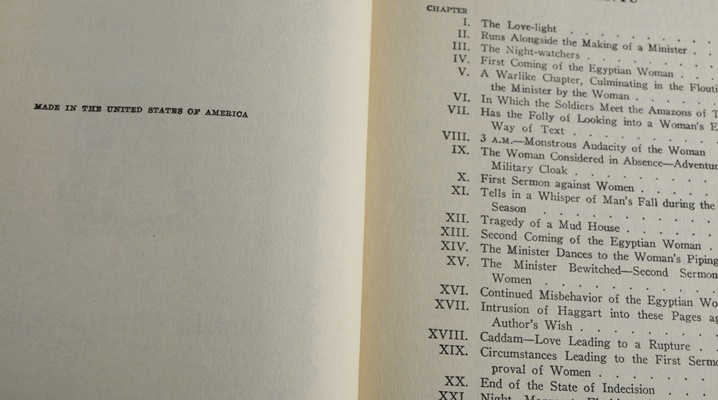 MADE IN THE UNITED STATES OF AMERICA
CHAPTER
I. The Love-light
II. Runs Alongside the Making of a Minister
III. The Night-watchers
IV. First Coming of the Egyptian Woman
V. A Warlike Chapter, Culminating in the
the Minister by the Woman
VI. In Which the Soldiers Meet the Amazons of
VII. Has the Folly of Looking into a Woman's
Way of Text
VIII. 3 A.M.—Monstrous Audacity of the Woman
IX. The Woman Considered in Absence—
Military Cloak
X. First Sermon against Women
XI. Tells in a Whisper of Man's Fall during the
Season
XII. Tragedy of a Mud House
XIII. Second Coming of the Egyptian Woman
XIV. The Minister Dances to the Woman's Piping
XV. The Minister Bewitched—Second Sermon
Women
XVI. Continued Misbehavior of the Egyptian
XVII. Intrusion of Haggart into these Pages
Author's Wish
XVIII. Caddam—Love Leading to a Rupture
XIX. Circumstances Leading to the First
proval of Women
XX. End of the State of Indecision
XXI. Night